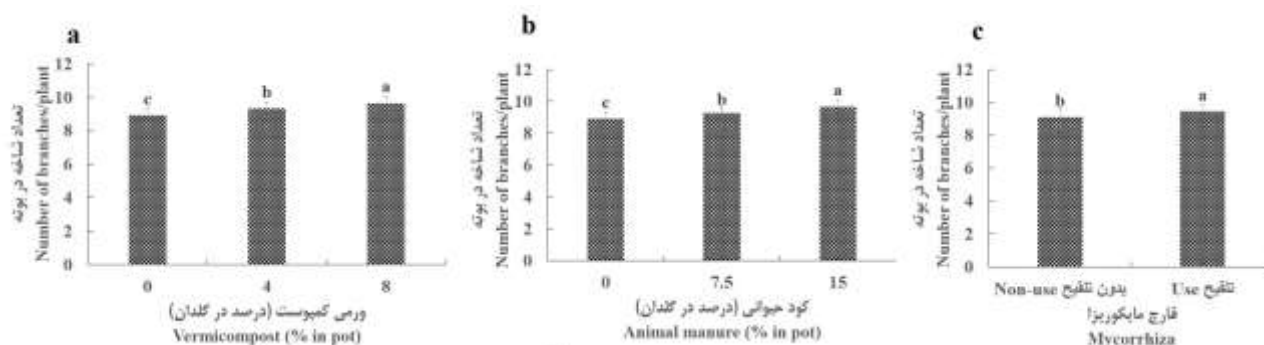 a
تعداد شاخه در بوته
Number of branches/plant
12
10
8
6
4
2
0
c
b
a
0
4
8
ورمی کمپوست (درصد در گلدان)
Vermicompost (% in pot)
b
تعداد شاخه در بوته
Number of branches/plant
12
10
8
6
4
2
0
c
b
a
0
7.5
15
کود حیوانی (درصد در گلدان)
Animal manure (% in pot)
c
تعداد شاخه در بوته
Number of branches/plant
12
10
8
6
4
2
0
b
a
Non-use بدون تلقیح
Use تلقیح
قارچ مایکوریزا
Mycorrhiza